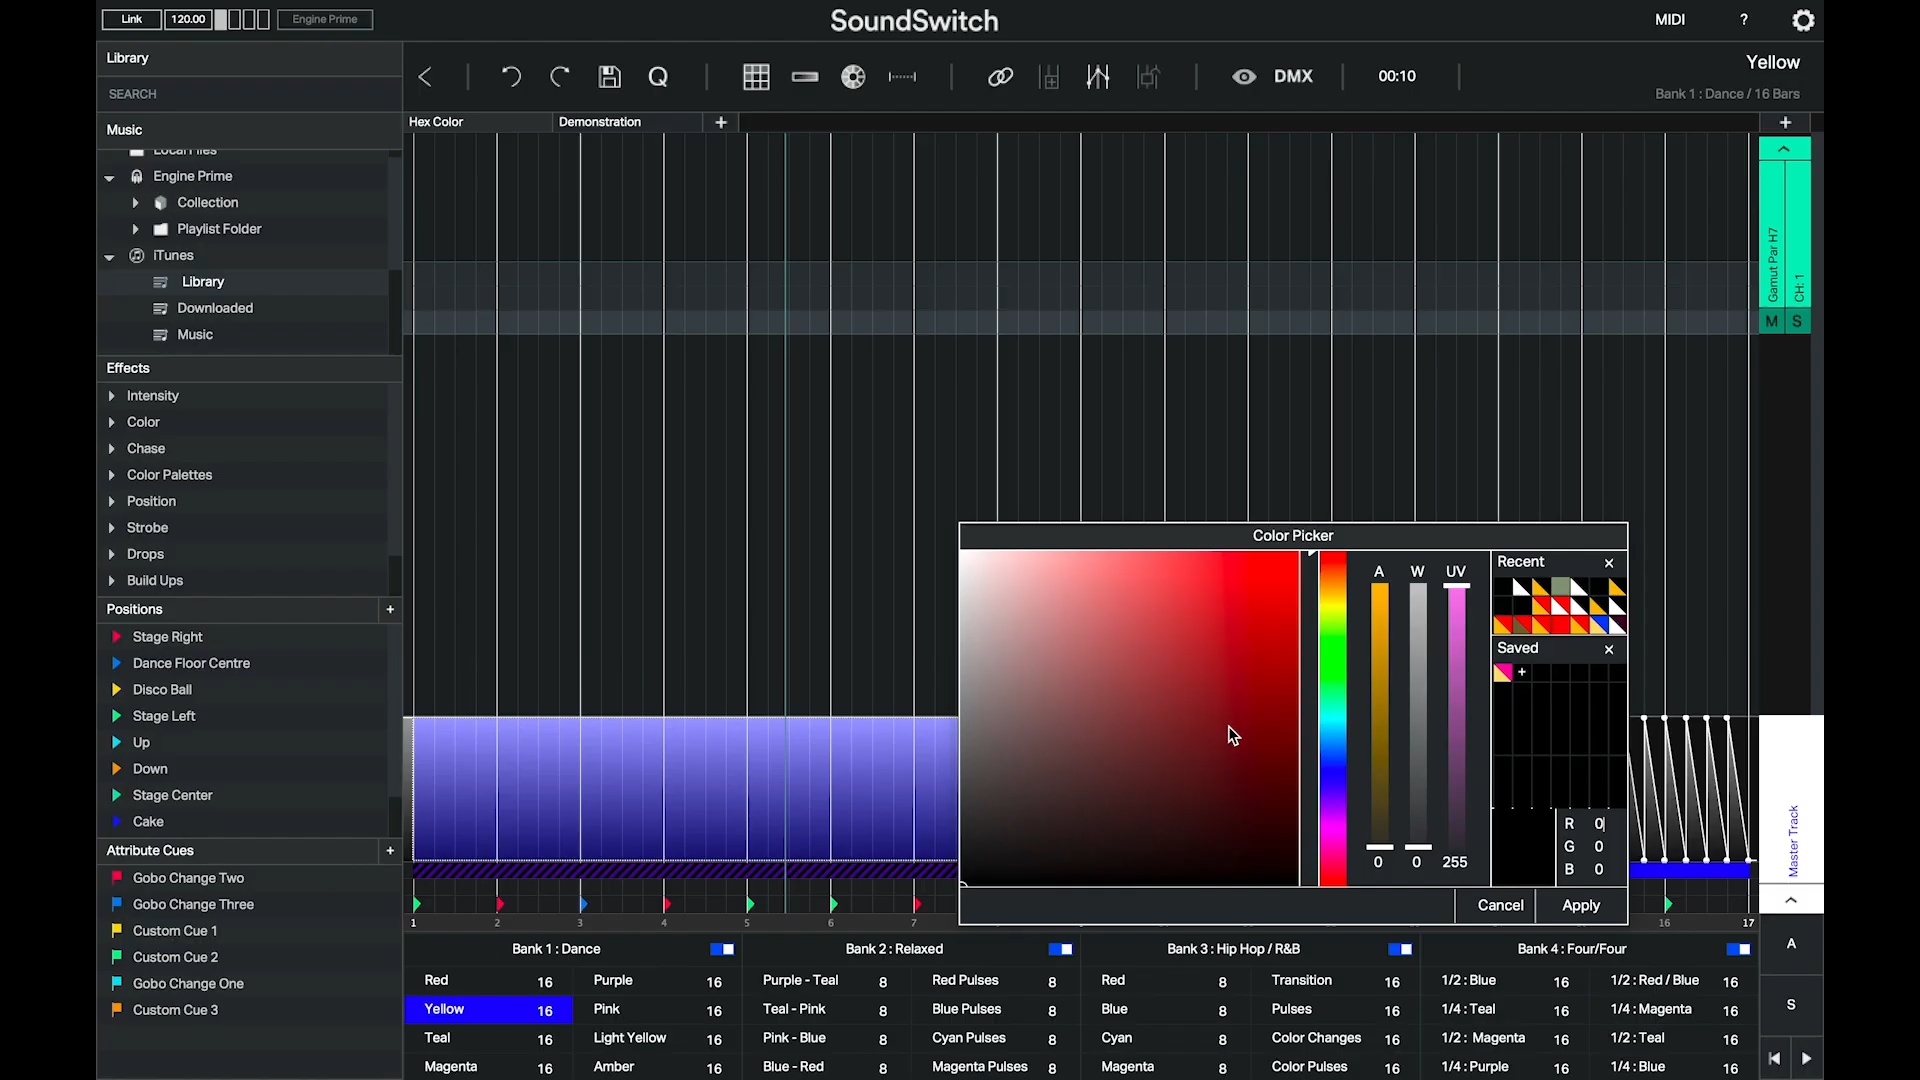 Link 120.00 Engine Prime
SoundSwitch
MIDI ?
Library
SEARCH
Music
Local Files
Engine Prime
Collection
Playlist Folder
iTunes
Library
Downloaded
Music
Effects
Intensity
Color
Chase
Color Palettes
Position
Strobe
Drops
Build Ups
Positions +
Stage Right
Dance Floor Centre
Disco Ball
Stage Left
Up
Down
Stage Center
Cake
Attribute Cues +
Gobo Change Two
Gobo Change Three
Custom Cue 1
Custom Cue 2
Gobo Change One
Custom Cue 3
Q DMX 00:10
Yellow
Bank 1 : Dance / 16 Bars
Hex Color Demonstration + +
Gamut Par H7
CH: 1
M S
Color Picker
A W UV
0 0 255
Recent
Saved
+
R 0
G 0
B 0
Cancel Apply
Master Track
1 2 3 4 5 6 7 16 17
Bank 1 : Dance Bank 2 : Relaxed Bank 3 : Hip Hop / R&B Bank 4 : Four/Four A
Red 16 Purple 16 Purple - Teal 8 Red Pulses 8 Red 8 Transition 16 1/2 : Blue 16 1/2 : Red / Blue 16
Yellow 16 Pink 16 Teal - Pink 8 Blue Pulses 8 Blue 8 Pulses 16 1/4 : Teal 16 1/4 : Magenta 16 S
Teal 16 Light Yellow 16 Pink - Blue 8 Cyan Pulses 8 Cyan 8 Color Changes 16 1/2 : Magenta 16 1/2 : Teal 16
Magenta 16 Amber 16 Blue - Red 8 Magenta Pulses 8 Magenta 8 Color Pulses 16 1/4 : Purple 16 1/4 : Blue 16